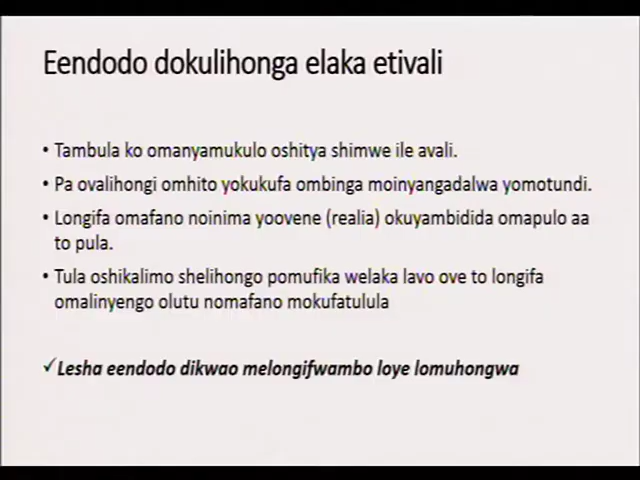 Eendodo dokulihonga elaka etivali
• Tambula ko omanyamukulo oshitya shimwe ile avali.
• Pa ovalihongi omhito yokukufa ombinga moinyangadalwa yomotundi.
• Longifa omafano noinima yoovene (realia) okuyambidida omapulo aa
to pula.
• Tula oshikalimo shelihongo pomufika welaka lavo ove to longifa
omalinyengo olutu nomafano mokufatulula
✓Lesha eendodo dikwao melongifwambo loye lomuhongwa